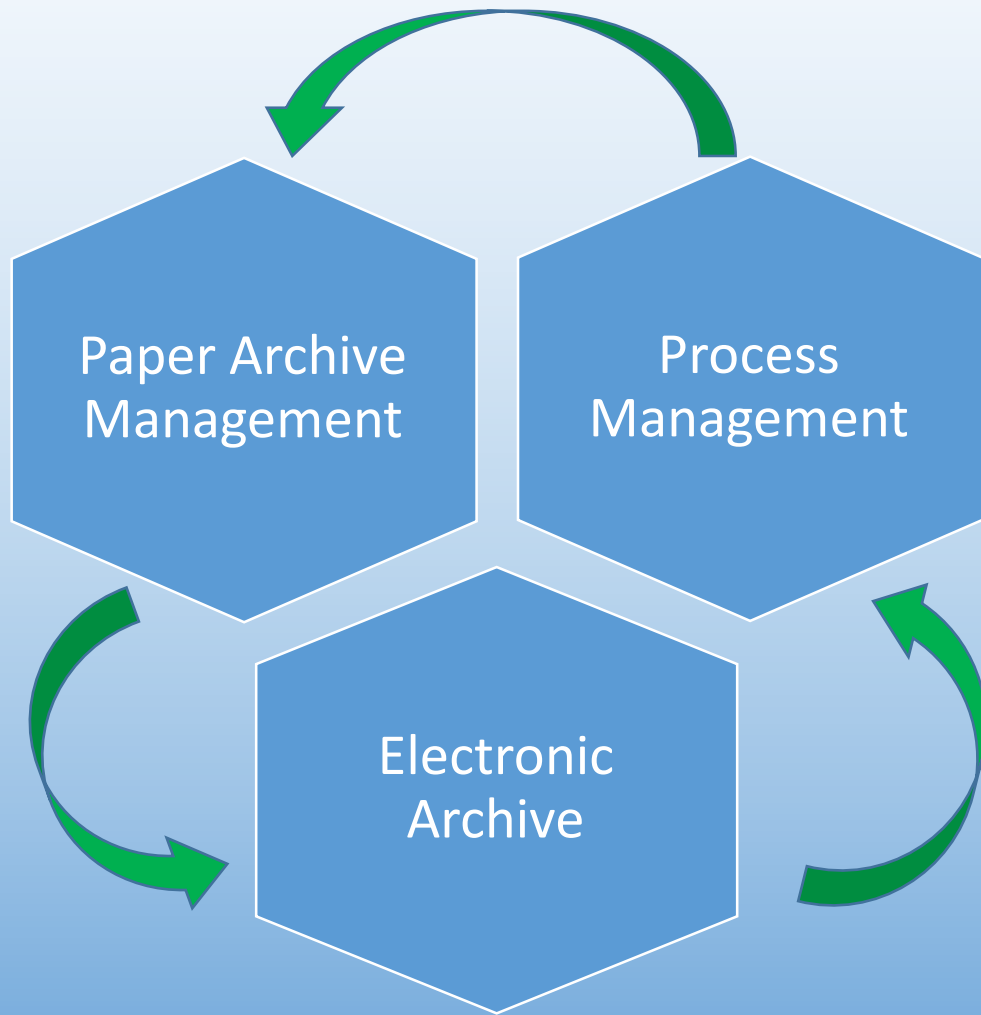 Paper Archive
Management
Process
Management
Electronic
Archive